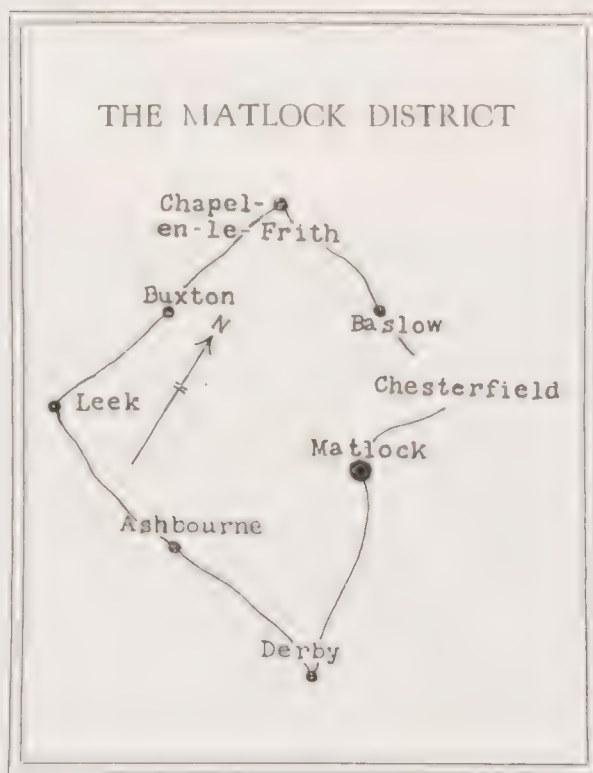 THE MATLOCK DISTRICT
Chapel-
en-le-Frith
Buxton
N
Baslow
Leek
Chesterfield
Matlock
Ashbourne
Derby